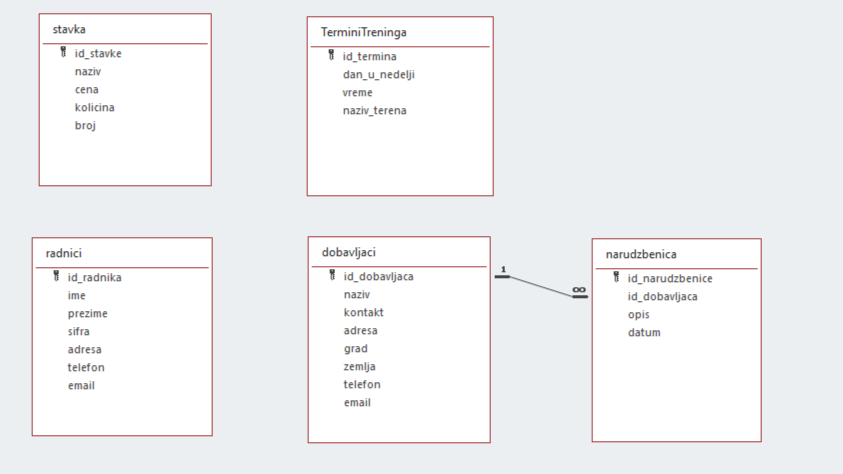 stavka
id_stavke
naziv
cena
kolicina
broj
TerminiTreninga
id_termina
dan_u_nedelji
vreme
naziv_terena
radnici
id_radnika
ime
prezime
sifra
adresa
telefon
email
dobavljaci
id_dobavljaca
naziv
kontakt
adresa
grad
zemlja
telefon
email
1
∞
narudzbenica
id_narudzbenice
id_dobavljaca
opis
datum